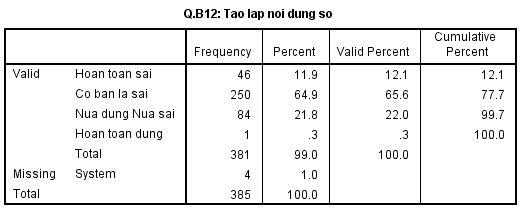 Q.B12: Tao lap noi dung so
Frequency Percent Valid Percent Cumulative Percent
Valid Hoan toan sai 46 11.9 12.1 12.1
Co ban la sai 250 64.9 65.6 77.7
Nua dung Nua sai 84 21.8 22.0 99.7
Hoan toan dung 1 .3 .3 100.0
Total 381 99.0 100.0
Missing System 4 1.0
Total 385 100.0